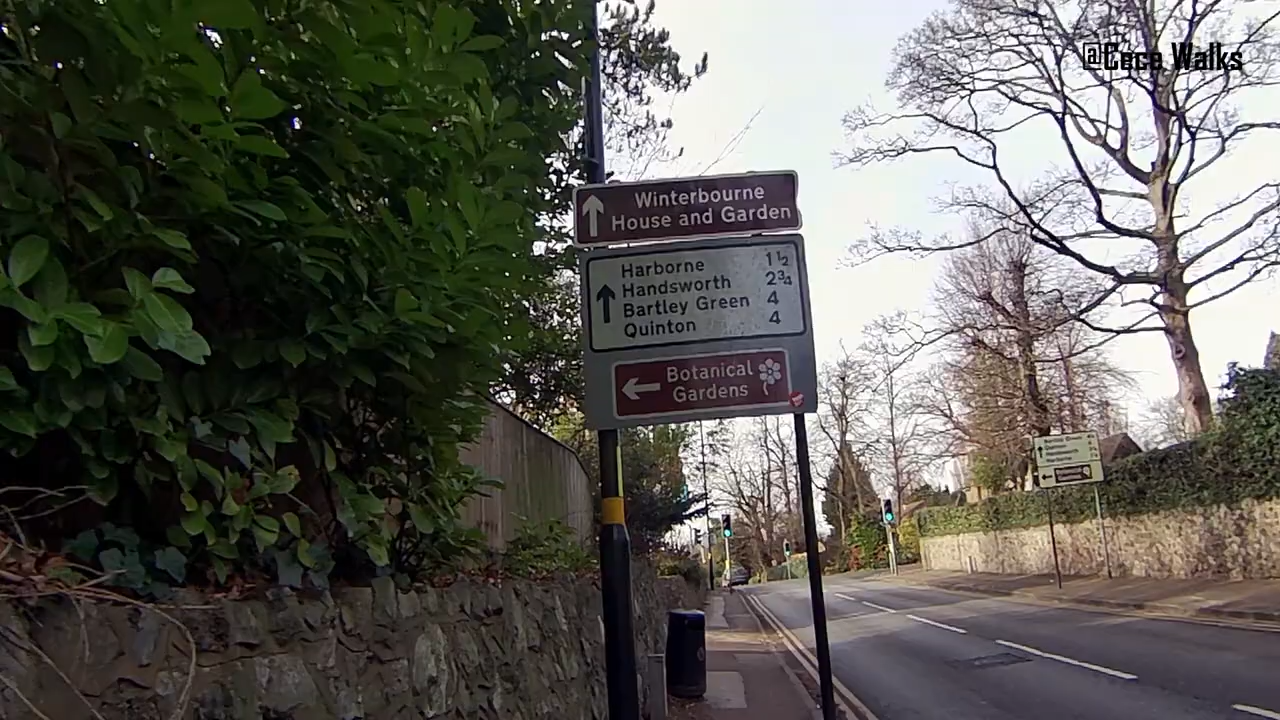 @Cece Walks
Winterbourne
House and Garden
Harborne 1½
Handsworth 2¾
Bartley Green 4
Quinton 4
Botanical
Gardens